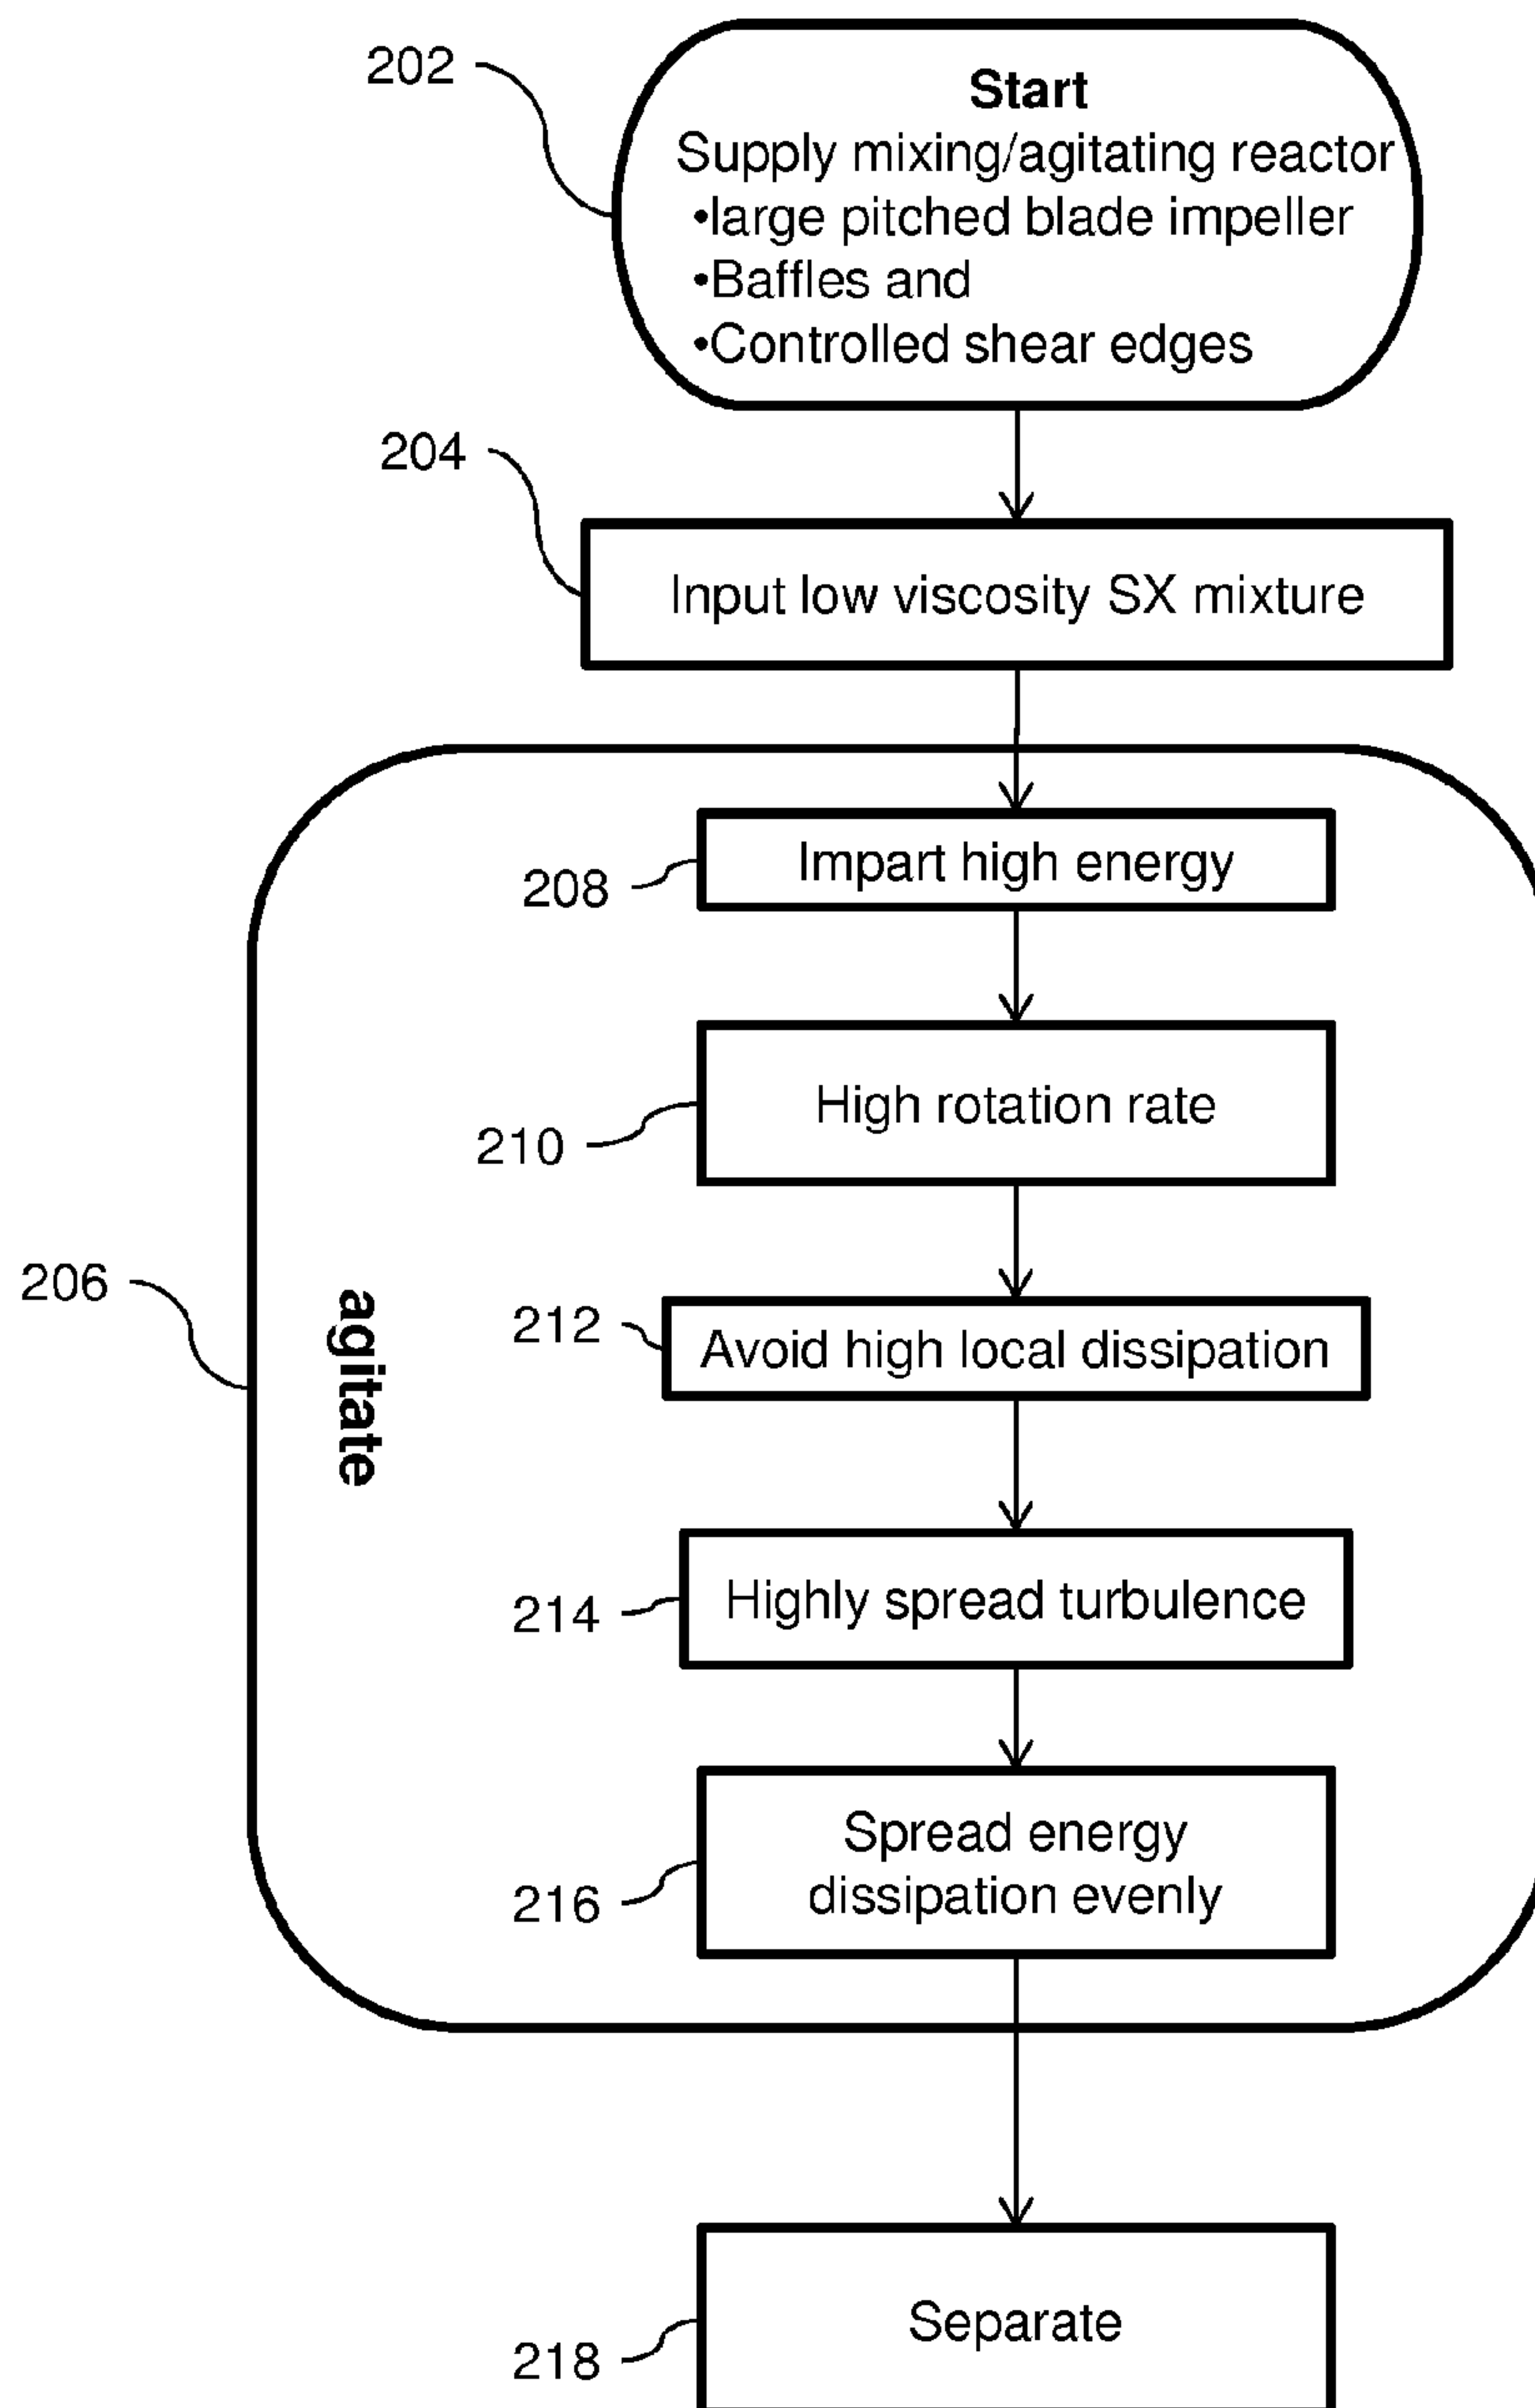 202
Start
Supply mixing/agitating reactor
•large pitched blade impeller
•Baffles and
•Controlled shear edges
204
Input low viscosity SX mixture
206
agitate
208
Impart high energy
210
High rotation rate
212
Avoid high local dissipation
214
Highly spread turbulence
216
Spread energy
dissipation evenly
218
Separate